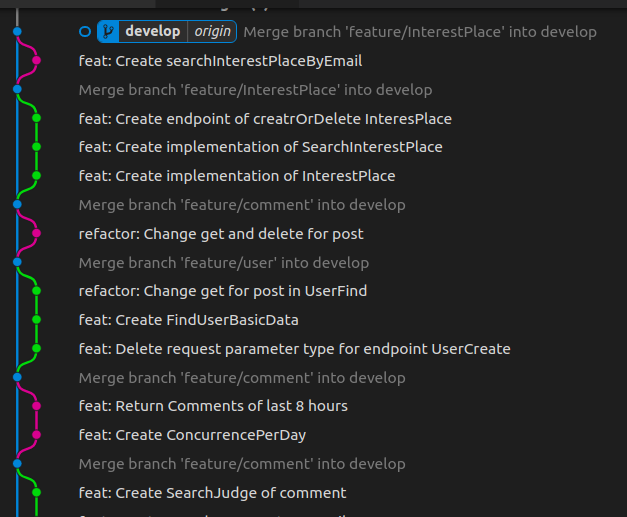 develop origin Merge branch 'feature/InterestPlace' into develop
feat: Create searchInterestPlaceByEmail
Merge branch 'feature/InterestPlace' into develop
feat: Create endpoint of creatrOrDelete InteresPlace
feat: Create implementation of SearchInterestPlace
feat: Create implementation of InterestPlace
Merge branch 'feature/comment' into develop
refactor: Change get and delete for post
Merge branch 'feature/user' into develop
refactor: Change get for post in UserFind
feat: Create FindUserBasicData
feat: Delete request parameter type for endpoint UserCreate
Merge branch 'feature/comment' into develop
feat: Return Comments of last 8 hours
feat: Create ConcurrencePerDay
Merge branch 'feature/comment' into develop
feat: Create SearchJudge of comment